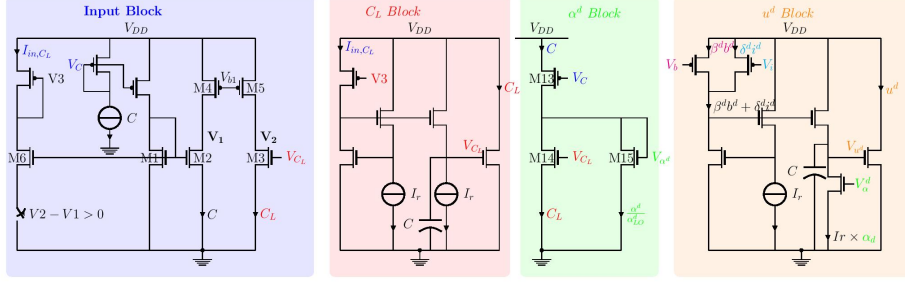 Input Block
V_DD
I_in,C_L
V3
V_C
C
M4
V_b1
M5
V_1
V_2
M6
M1
M2
M3
V_C_L
V2 − V1 > 0
C
C_L
C_L Block
V_DD
I_in,C_L
V3
C_L
V_C_L
I_r
I_r
C
α^d Block
V_DD
C
M13
V_C
M14
V_C_L
M15
V_α^d
C_L
α^d/α^d_LO
u^d Block
V_DD
β^d b^d
δ^d i^d
V_b
V_i
u^d
β^d b^d + δ^d i^d
V_u^d
C
I_r
V_α^d
Ir × α_d